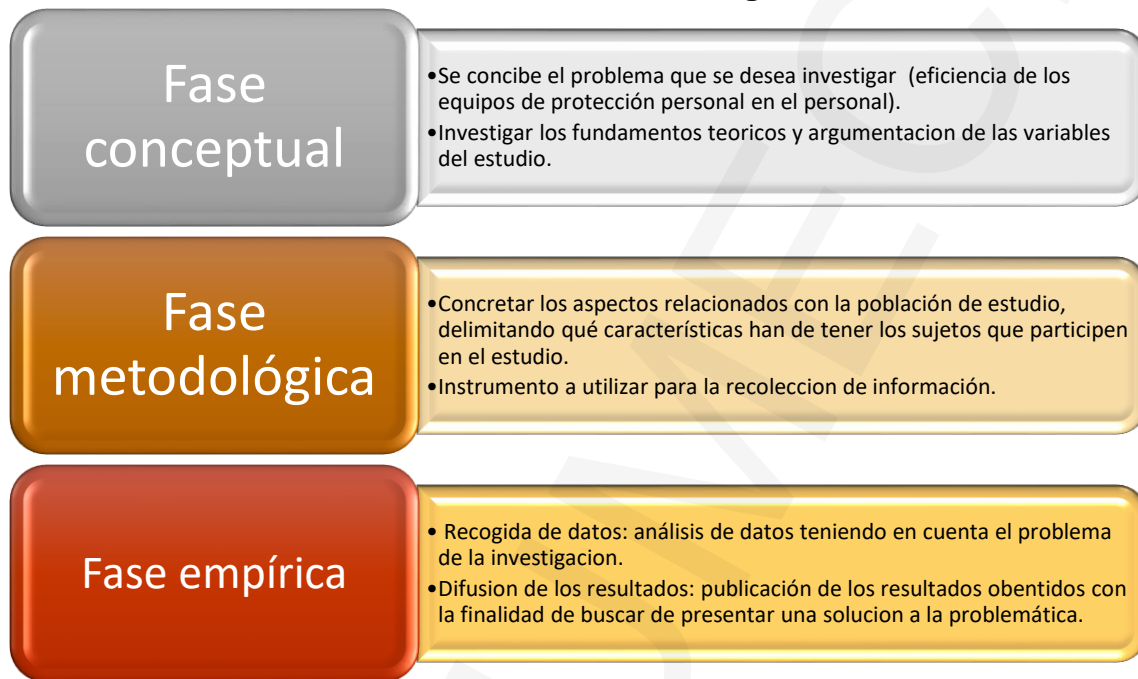 Fase
conceptual
•Se concibe el problema que se desea investigar (eficiencia de los
equipos de protección personal en el personal).
•Investigar los fundamentos teoricos y argumentacion de las variables
del estudio.
Fase
metodológica
•Concretar los aspectos relacionados con la población de estudio,
delimitando qué características han de tener los sujetos que participen
en el estudio.
•Instrumento a utilizar para la recoleccion de información.
Fase empírica
• Recogida de datos: análisis de datos teniendo en cuenta el problema
de la investigacion.
•Difusion de los resultados: publicación de los resultados obentidos con
la finalidad de buscar de presentar una solucion a la problemática.